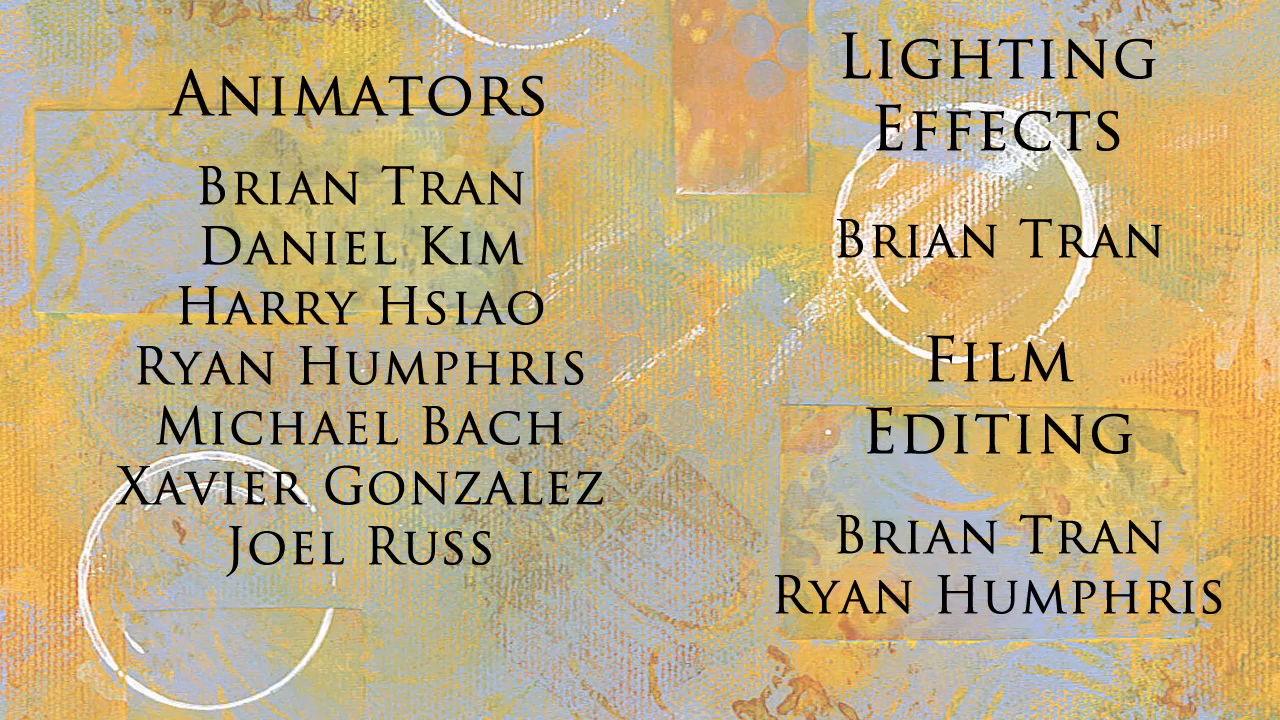 Animators
Brian Tran
Daniel Kim
Harry Hsiao
Ryan Humphris
Michael Bach
Xavier Gonzalez
Joel Russ
Lighting
Effects
Brian Tran
Film
Editing
Brian Tran
Ryan Humphris